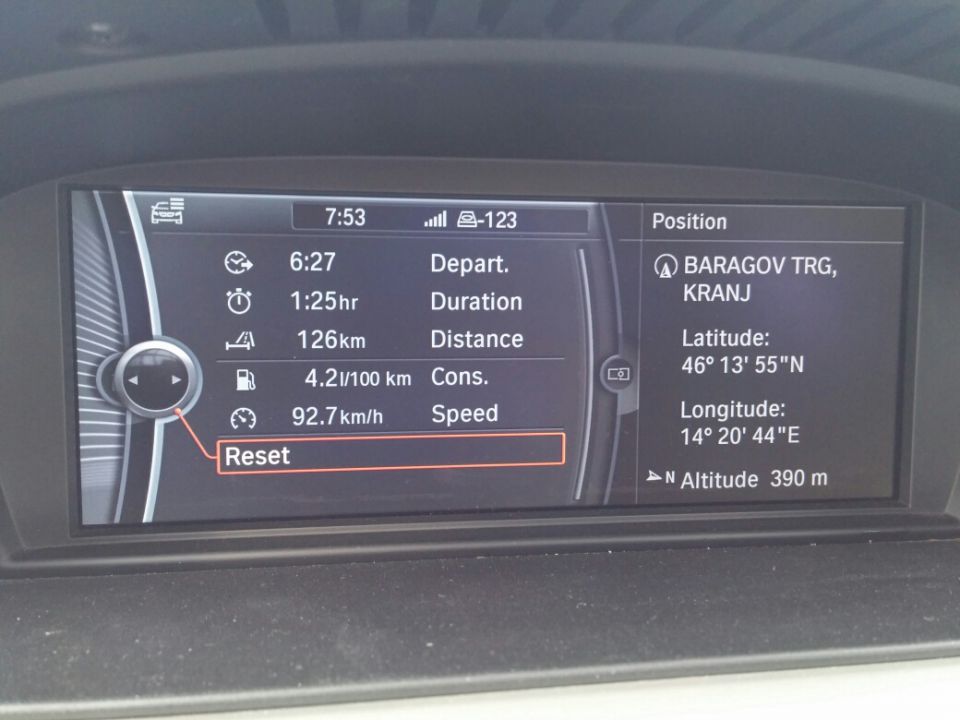 7:53 -123
6:27 Depart.
1:25hr Duration
126km Distance
4.2l/100 km Cons.
92.7km/h Speed
Reset
Position
BARAGOV TRG,
KRANJ
Latitude:
46° 13' 55"N
Longitude:
14° 20' 44"E
N Altitude 390 m